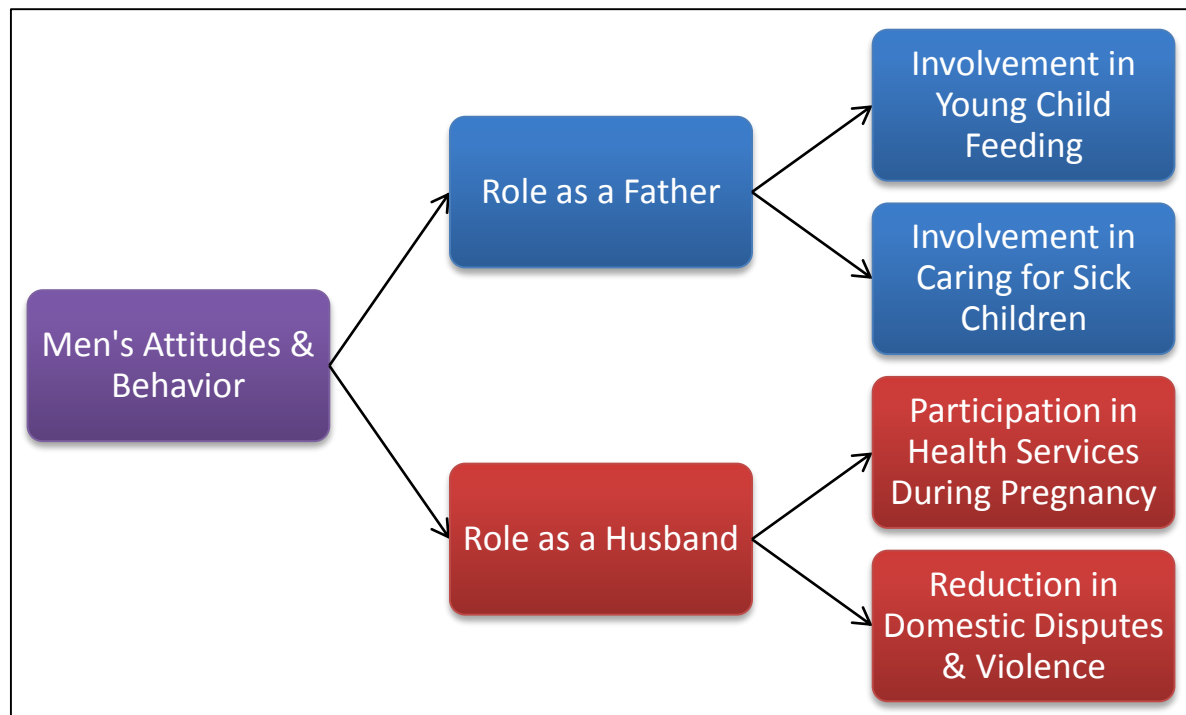 Men's Attitudes &
Behavior
Role as a Father
Involvement in
Young Child
Feeding
Involvement in
Caring for Sick
Children
Role as a Husband
Participation in
Health Services
During Pregnancy
Reduction in
Domestic Disputes
& Violence